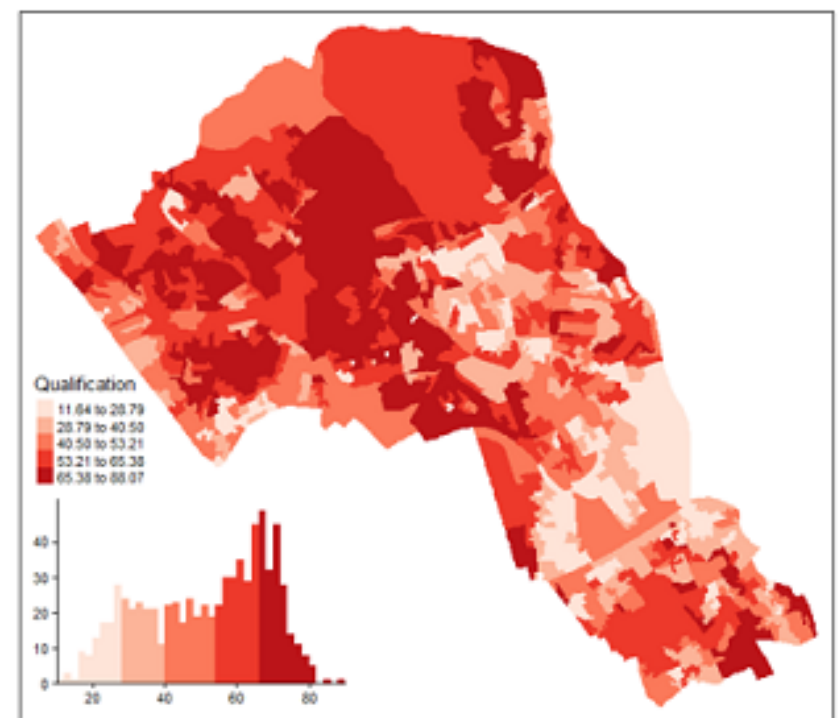 Qualification
11.64 to 28.79
28.79 to 40.50
40.50 to 53.21
53.21 to 65.38
65.38 to 88.07
40
30
20
10
0
20 40 60 80